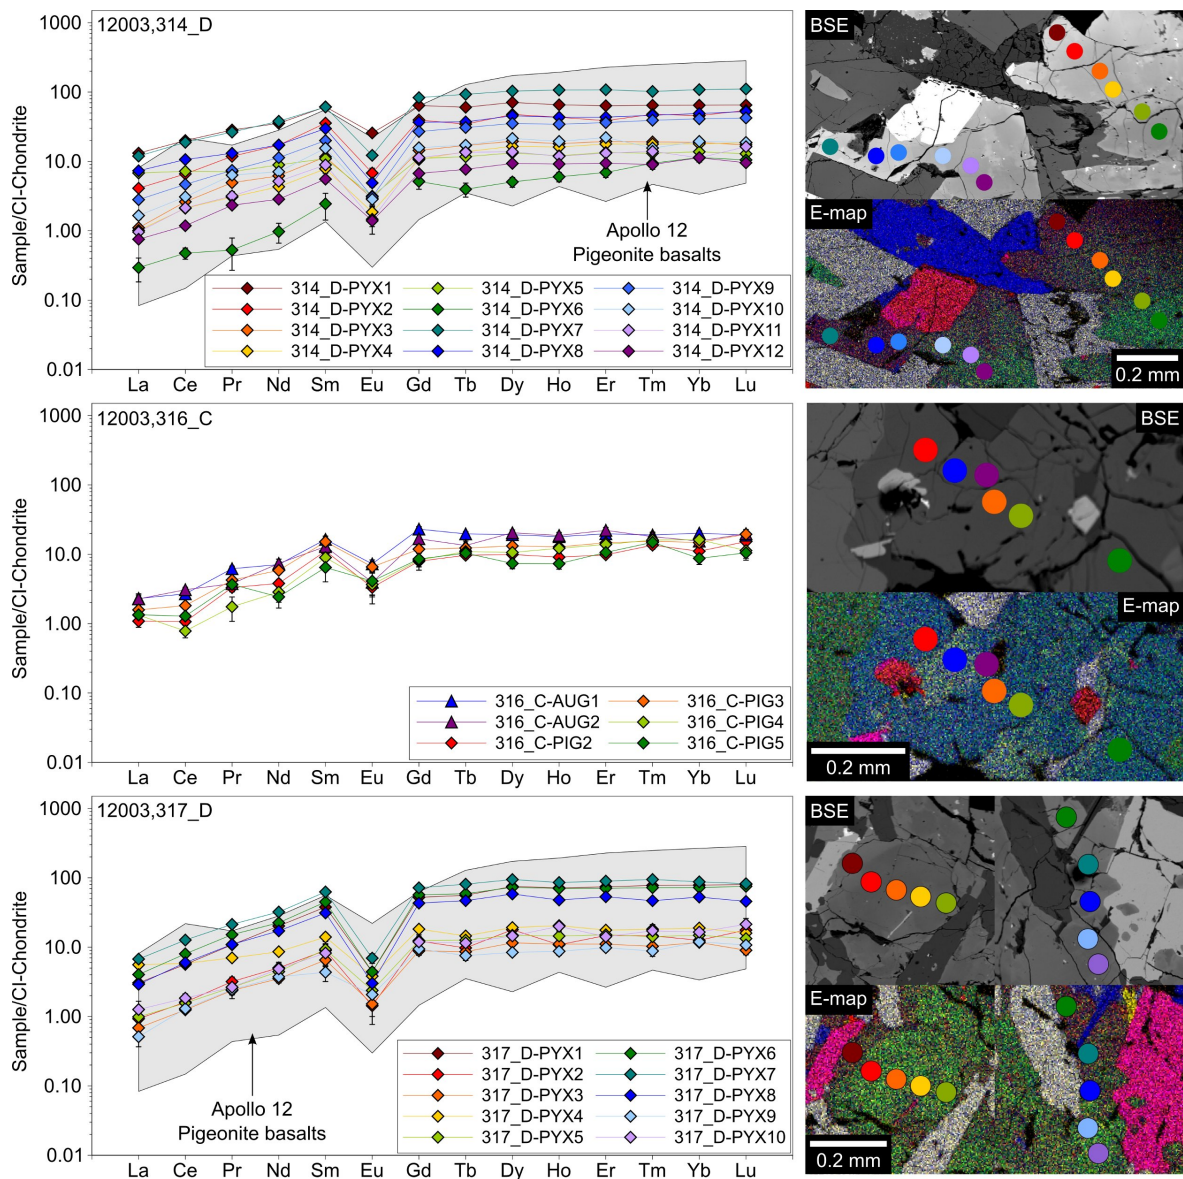 12003,314_D
Sample/CI-Chondrite
1000
100
10.0
1.00
0.10
0.01
Apollo 12
Pigeonite basalts
314_D-PYX1 314_D-PYX5 314_D-PYX9
314_D-PYX2 314_D-PYX6 314_D-PYX10
314_D-PYX3 314_D-PYX7 314_D-PYX11
314_D-PYX4 314_D-PYX8 314_D-PYX12
La Ce Pr Nd Sm Eu Gd Tb Dy Ho Er Tm Yb Lu
BSE
E-map
0.2 mm
12003,316_C
Sample/CI-Chondrite
1000
100
10.0
1.00
0.10
0.01
316_C-AUG1 316_C-PIG3
316_C-AUG2 316_C-PIG4
316_C-PIG2 316_C-PIG5
La Ce Pr Nd Sm Eu Gd Tb Dy Ho Er Tm Yb Lu
BSE
E-map
0.2 mm
12003,317_D
Sample/CI-Chondrite
1000
100
10.0
1.00
0.10
0.01
Apollo 12
Pigeonite basalts
317_D-PYX1 317_D-PYX6
317_D-PYX2 317_D-PYX7
317_D-PYX3 317_D-PYX8
317_D-PYX4 317_D-PYX9
317_D-PYX5 317_D-PYX10
La Ce Pr Nd Sm Eu Gd Tb Dy Ho Er Tm Yb Lu
BSE
E-map
0.2 mm